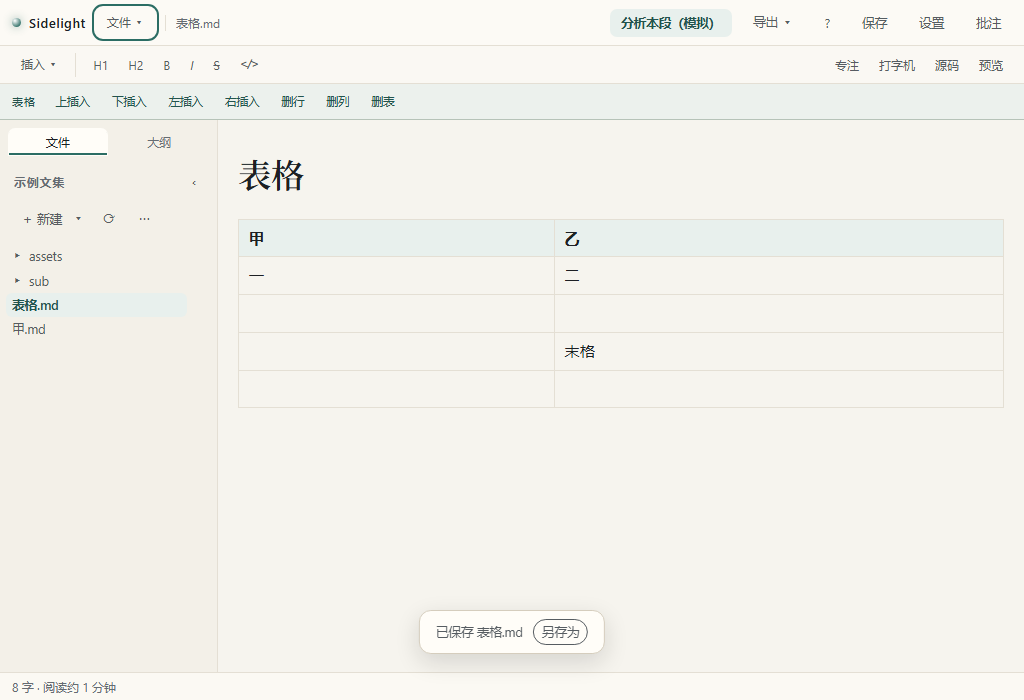 Sidelight 文件 表格.md 分析本段（模拟） 导出 ? 保存 设置 批注
插入 H1 H2 B I S </> 专注 打字机 源码 预览
表格 上插入 下插入 左插入 右插入 删行 删列 删表
文件 大纲
示例文集 ‹
+ 新建 ⟳ ···
assets
sub
表格.md
甲.md
表格
甲 乙
一 二
末格
已保存 表格.md 另存为
8 字 · 阅读约 1 分钟